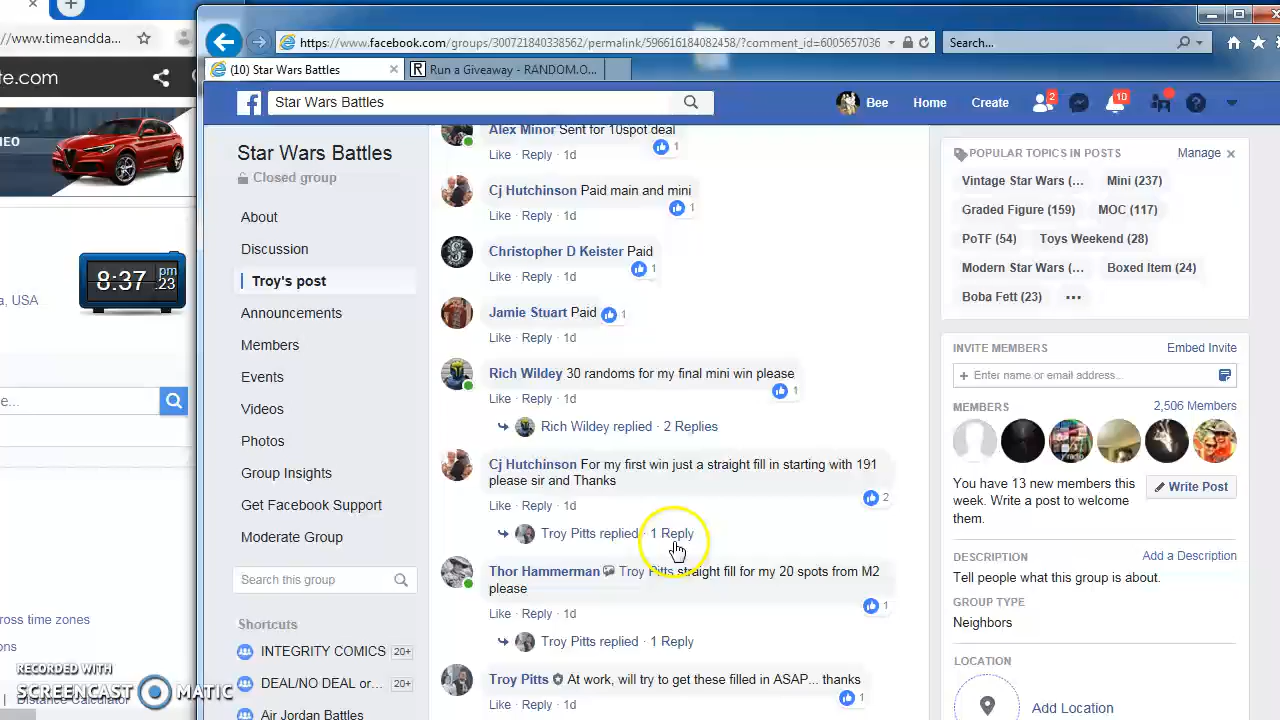 www.timeandda...
https://www.facebook.com/groups/300721840338562/permalink/596616184082458/?comment_id=6005657036
Search...
(10) Star Wars Battles
Run a Giveaway - RANDOM.O...
te.com
Star Wars Battles
Bee
Home
Create
2
10
NEO
Star Wars Battles
Closed group
About
Discussion
Troy's post
Announcements
Members
Events
Videos
Photos
Group Insights
Get Facebook Support
Moderate Group
Search this group
Shortcuts
INTEGRITY COMICS 20+
DEAL/NO DEAL or... 20+
Air Jordan Battles
8:37 pm .23
a, USA
e...
cross time zones
ons
Distance Calculator
RECORDED WITH
SCREENCAST MATIC
Alex Minor Sent for 10spot deal
1
Like · Reply · 1d
Cj Hutchinson Paid main and mini
1
Like · Reply · 1d
Christopher D Keister Paid
1
Like · Reply · 1d
Jamie Stuart Paid
1
Like · Reply · 1d
Rich Wildey 30 randoms for my final mini win please
1
Like · Reply · 1d
Rich Wildey replied · 2 Replies
Cj Hutchinson For my first win just a straight fill in starting with 191
please sir and Thanks
2
Like · Reply · 1d
Troy Pitts replied · 1 Reply
Thor Hammerman Troy Pitts straight fill for my 20 spots from M2
please
1
Like · Reply · 1d
Troy Pitts replied · 1 Reply
Troy Pitts At work, will try to get these filled in ASAP... thanks
1
Like · Reply · 1d
POPULAR TOPICS IN POSTS
Manage
Vintage Star Wars (... Mini (237)
Graded Figure (159) MOC (117)
PoTF (54) Toys Weekend (28)
Modern Star Wars (... Boxed Item (24)
Boba Fett (23) ...
INVITE MEMBERS
Embed Invite
+ Enter name or email address...
MEMBERS
2,506 Members
You have 13 new members this
week. Write a post to welcome
them.
Write Post
DESCRIPTION
Add a Description
Tell people what this group is about.
GROUP TYPE
Neighbors
LOCATION
Add Location